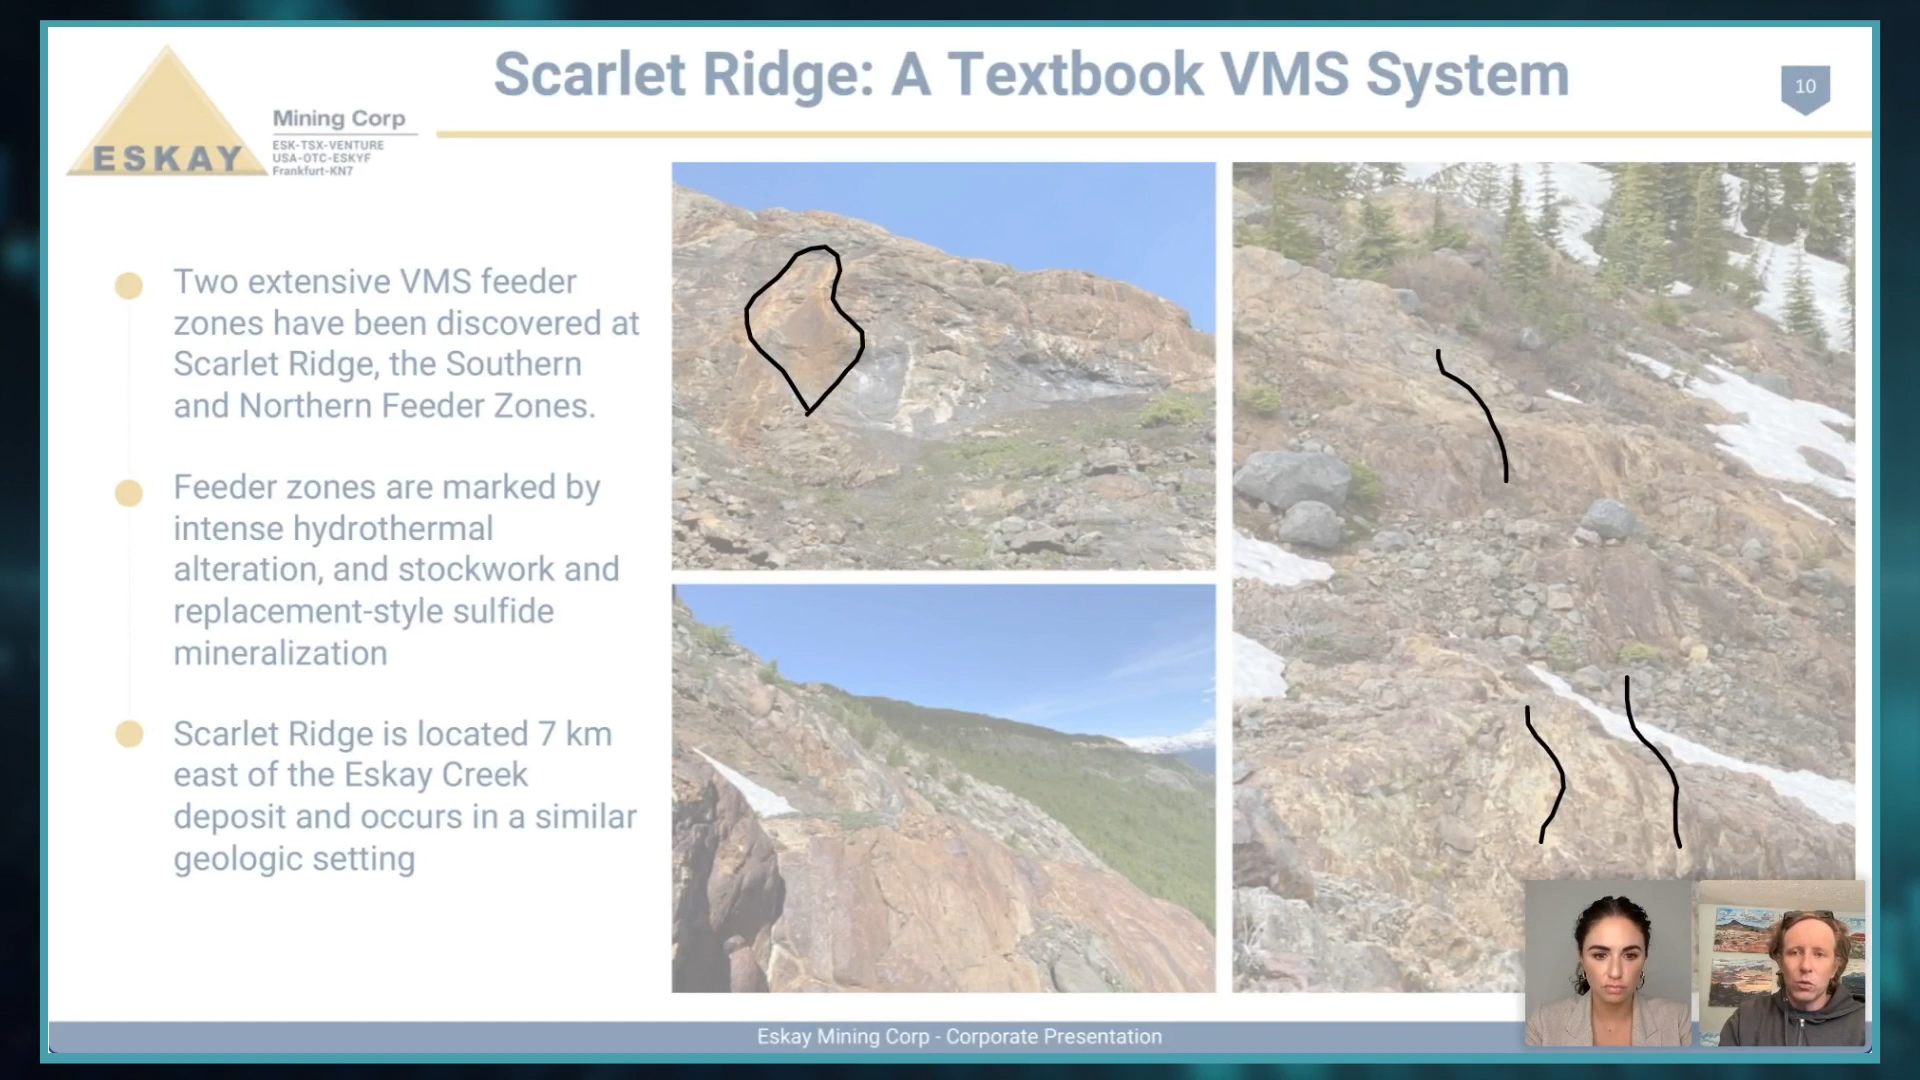 Scarlet Ridge: A Textbook VMS System
10
ESKAY
Mining Corp
ESK-TSX-VENTURE
USA-OTC-ESKYF
Frankfurt-KN7
Two extensive VMS feeder
zones have been discovered at
Scarlet Ridge, the Southern
and Northern Feeder Zones.
Feeder zones are marked by
intense hydrothermal
alteration, and stockwork and
replacement-style sulfide
mineralization
Scarlet Ridge is located 7 km
east of the Eskay Creek
deposit and occurs in a similar
geologic setting
Eskay Mining Corp - Corporate Presentation